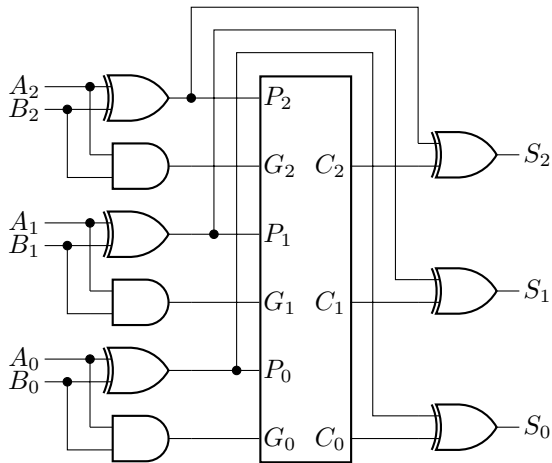 A₂
B₂
P₂
G₂ C₂ S₂
A₁
B₁
P₁
G₁ C₁ S₁
A₀
B₀
P₀
G₀ C₀ S₀